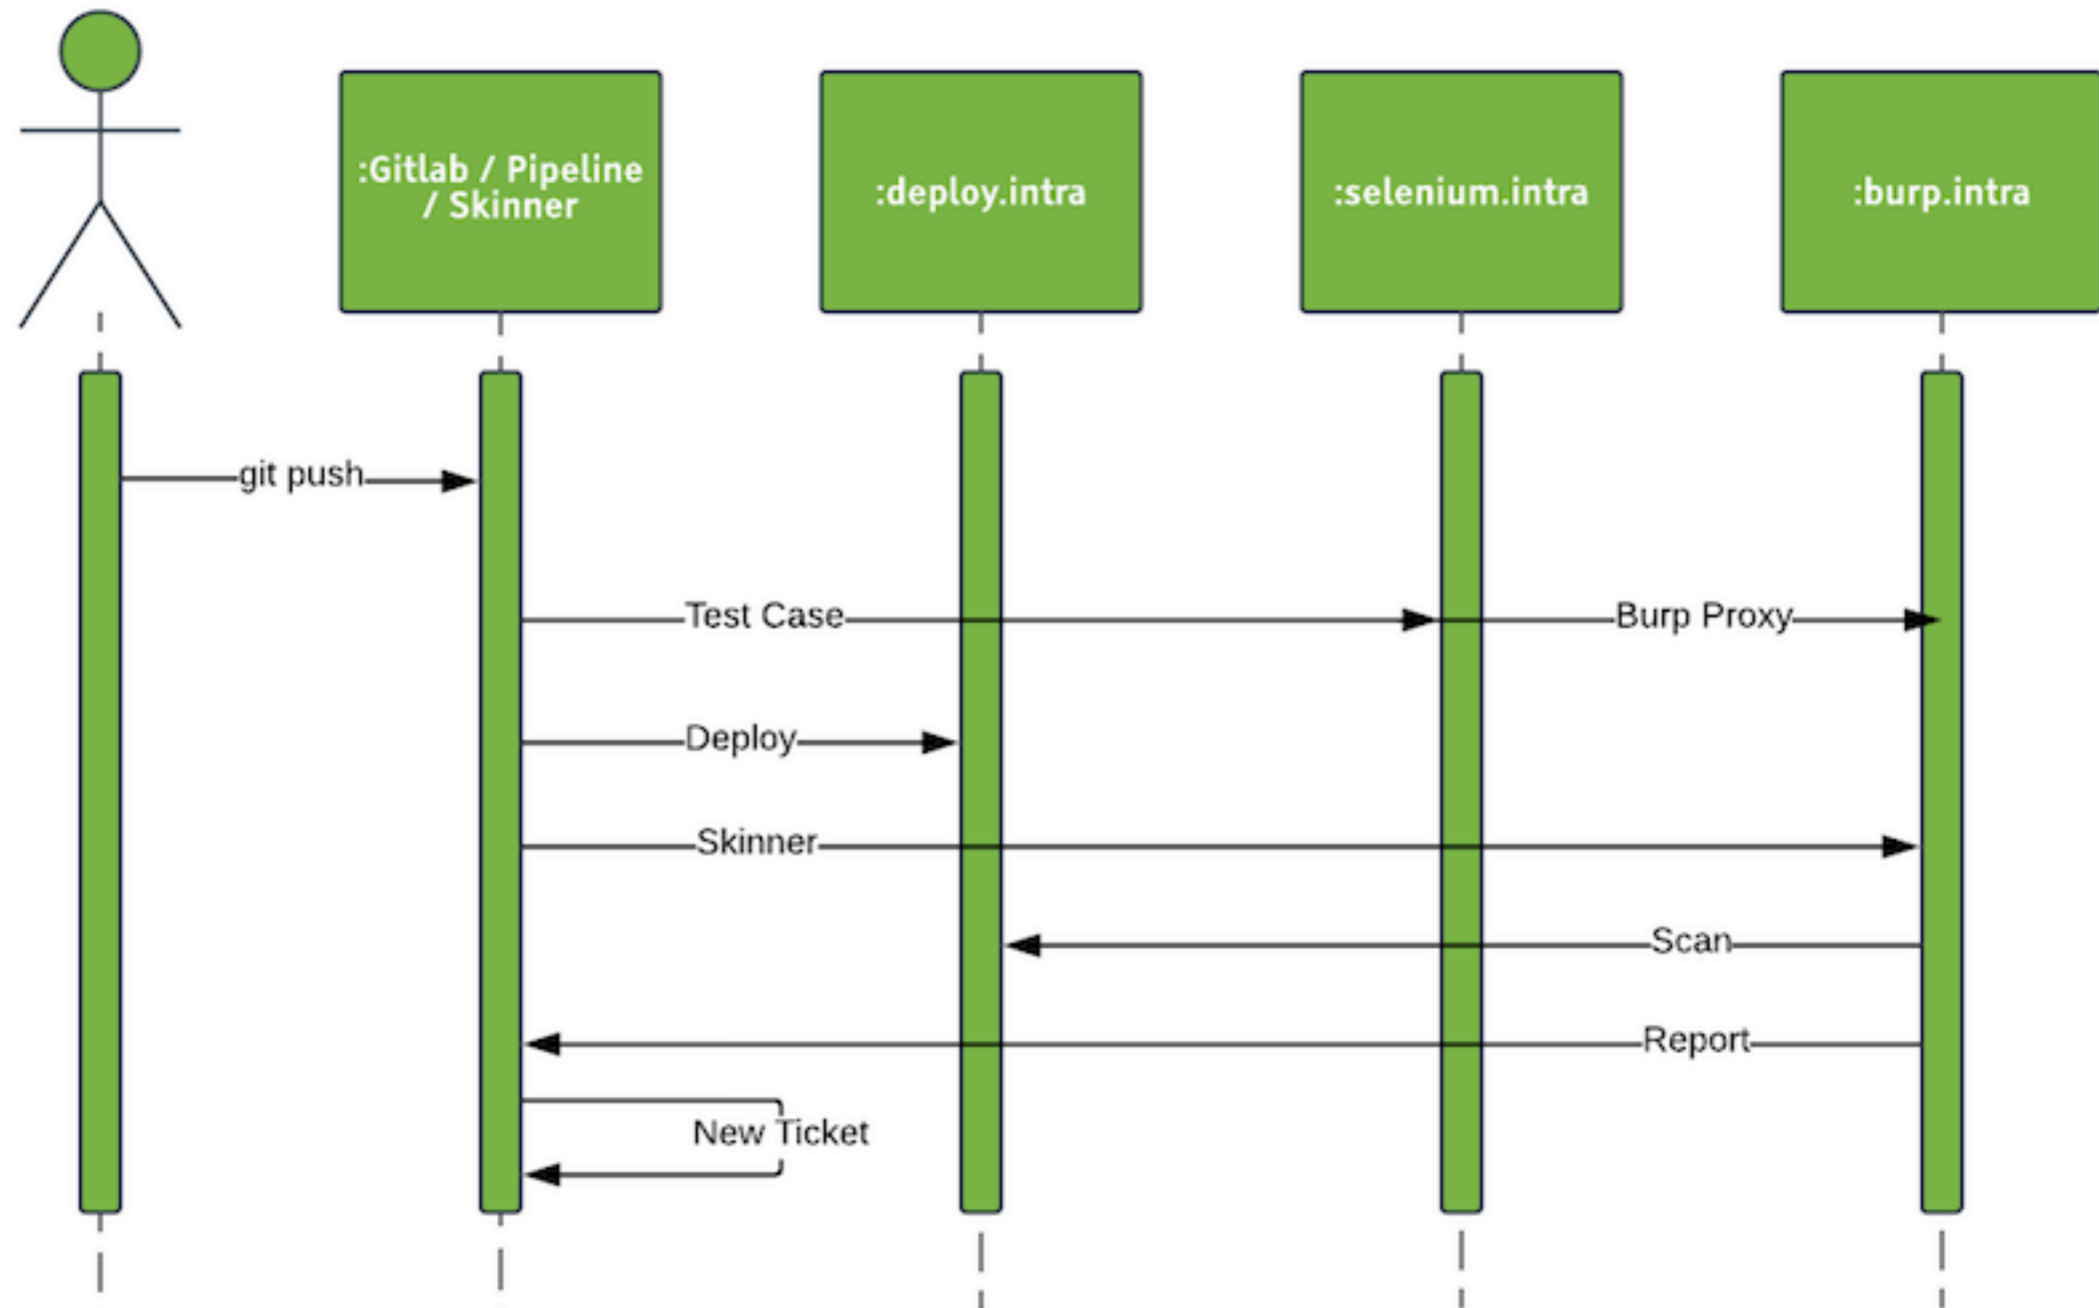 :Gitlab / Pipeline
/ Skinner
:deploy.intra
:selenium.intra
:burp.intra
git push
Test Case
Burp Proxy
Deploy
Skinner
Scan
Report
New Ticket